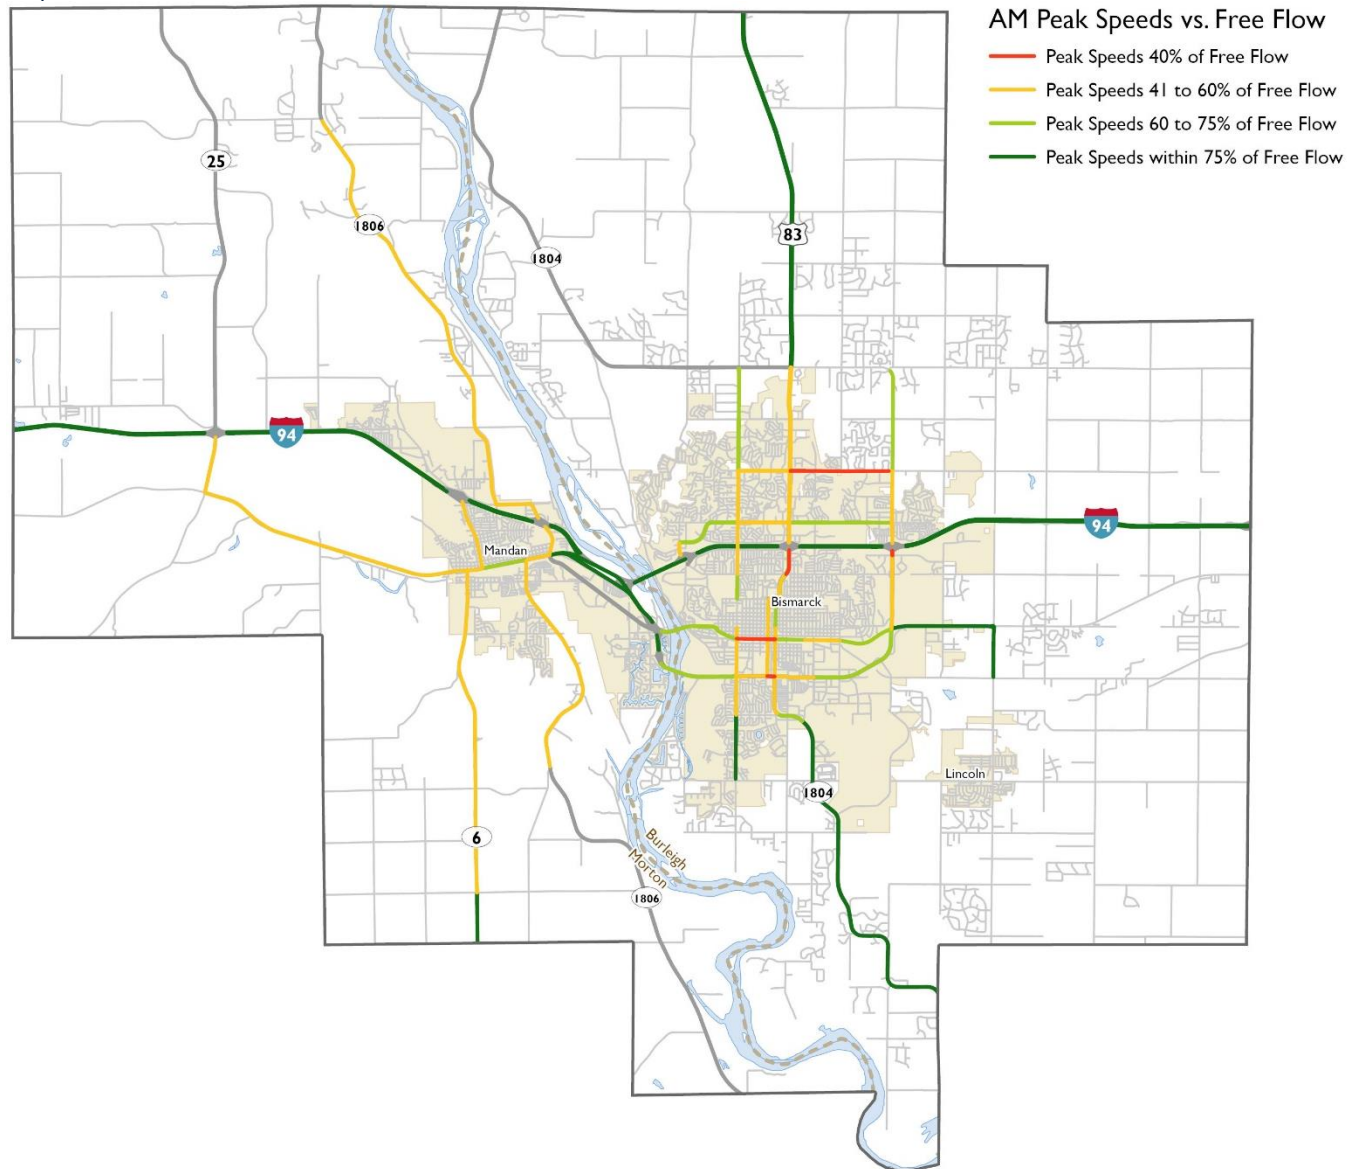 AM Peak Speeds vs. Free Flow
Peak Speeds 40% of Free Flow
Peak Speeds 41 to 60% of Free Flow
Peak Speeds 60 to 75% of Free Flow
Peak Speeds within 75% of Free Flow
25
1806
83
1804
94
94
Mandan
Bismarck
Lincoln
1804
6
Burleigh
Morton
1806